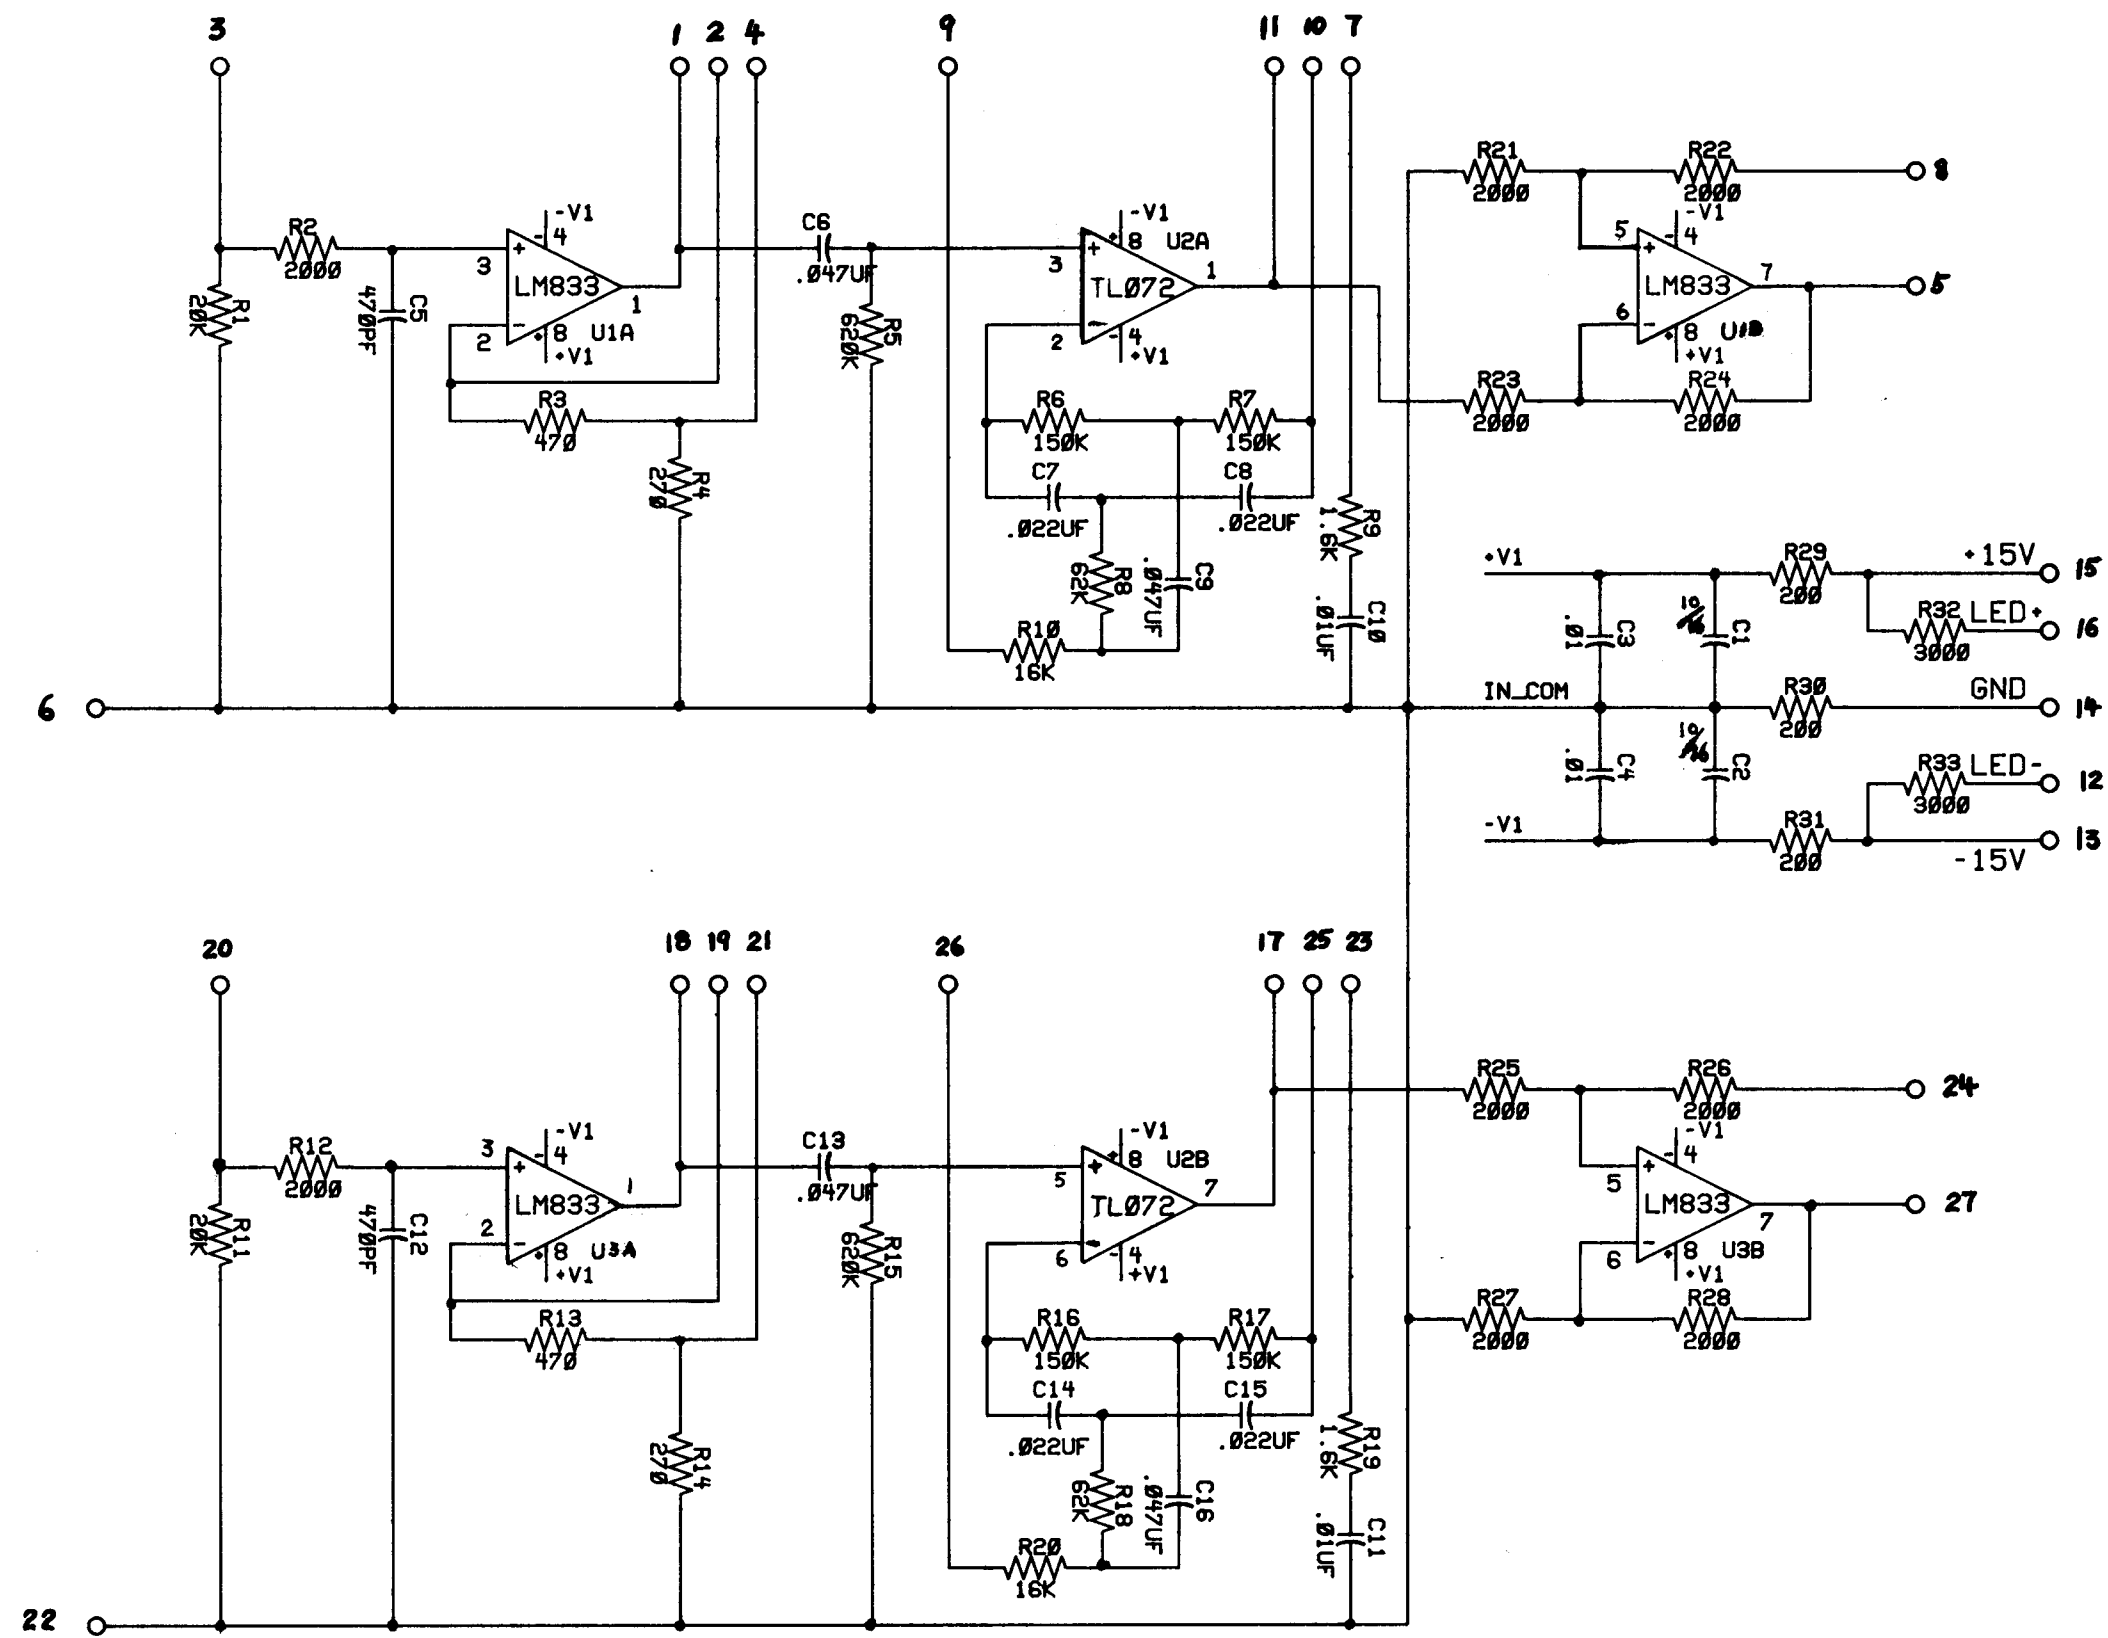 3
1 2 4
9
11 10 7
R21
2000
R22
2000
8
R2
2000
R1
20K
C5
470PF
-V1
4
+
3
LM833
1
2
-
8
U1A
+V1
R3
470
R4
270
C6
.047UF
R5
620K
-V1
+
8
U2A
+
3
TL072
1
2
-
-
4
+V1
R6
150K
R7
150K
C7
.022UF
C8
.022UF
R8
62K
C9
.047UF
R10
16K
R9
1.6K
C10
.01UF
-V1
-
4
5
+
LM833
7
5
6
-
+
8
U1B
+V1
R23
2000
R24
2000
+V1
R29
200
+15V
15
R32
3000
LED+
16
C3
.01
C1
10/16
6
IN_COM
R30
200
GND
14
C4
.01
C2
10/16
R33
3000
LED-
12
-V1
R31
200
-15V
13
20
18 19 21
26
17 25 23
R25
2000
R26
2000
24
R12
2000
R11
20K
C12
470PF
-V1
-
4
3
+
LM833
1
2
-
+
8
U3A
+V1
R13
470
R14
270
C13
.047UF
R15
620K
-V1
+
8
U2B
+
5
TL072
7
6
-
-
4
+V1
R16
150K
R17
150K
C14
.022UF
C15
.022UF
R18
62K
C16
.047UF
R20
16K
R19
1.6K
C11
.01UF
-V1
-
4
5
+
LM833
7
27
6
-
+
8
U3B
+V1
R27
2000
R28
2000
22